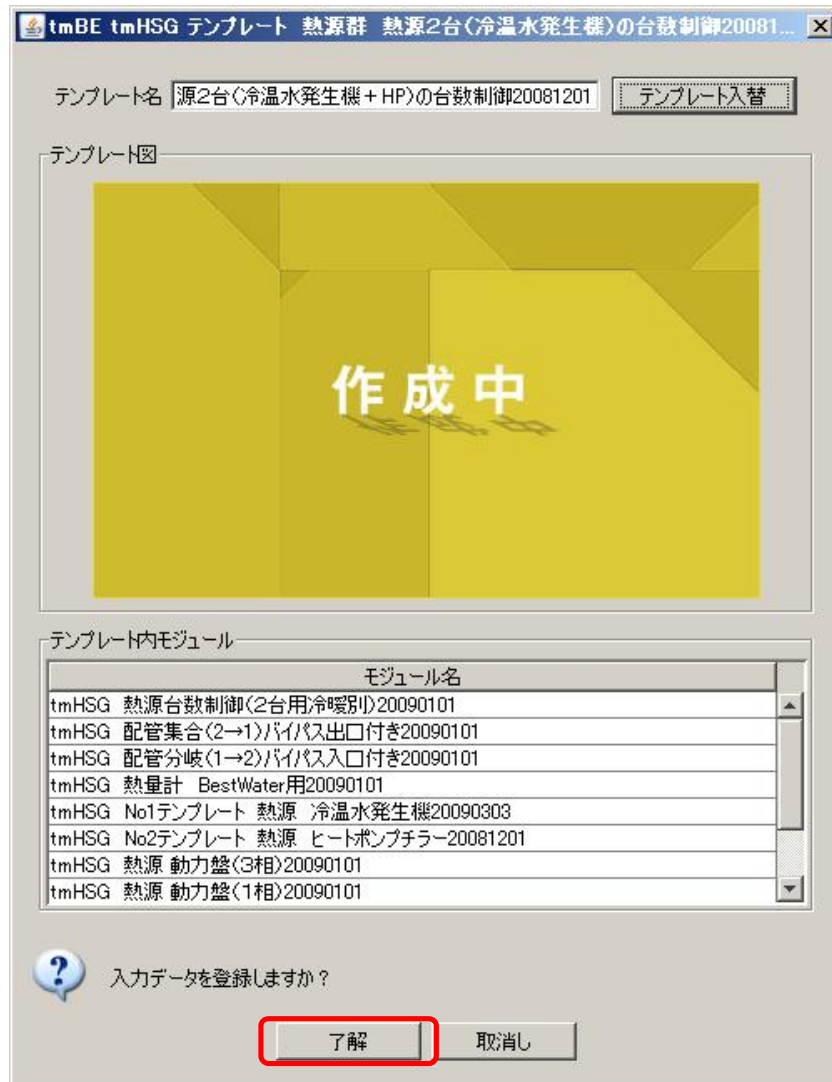 tmBE tmHSG テンプレート 熱源群 熱源2台(冷温水発生機)の台数制御20081...
テンプレート名 源2台(冷温水発生機+HP)の台数制御20081201 テンプレート入替
テンプレート図
作成中
テンプレート内モジュール
モジュール名
tmHSG 熱源台数制御(2台用冷暖別)20090101
tmHSG 配管集合(2→1)バイパス出口付き20090101
tmHSG 配管分岐(1→2)バイパス入口付き20090101
tmHSG 熱量計 BestWater用20090101
tmHSG No1テンプレート 熱源 冷温水発生機20090303
tmHSG No2テンプレート 熱源 ヒートポンプチラー20081201
tmHSG 熱源 動力盤(3相)20090101
tmHSG 熱源 動力盤(1相)20090101
入力データを登録しますか?
了解 取消し